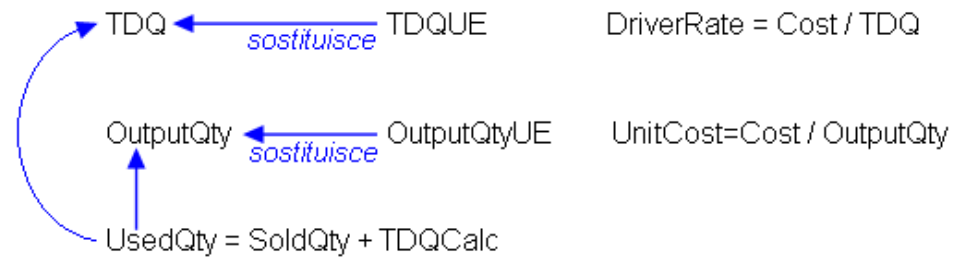 TDQ sostituisce TDQUE DriverRate = Cost / TDQ
OutputQty sostituisce OutputQtyUE UnitCost=Cost / OutputQty
UsedQty = SoldQty + TDQCalc